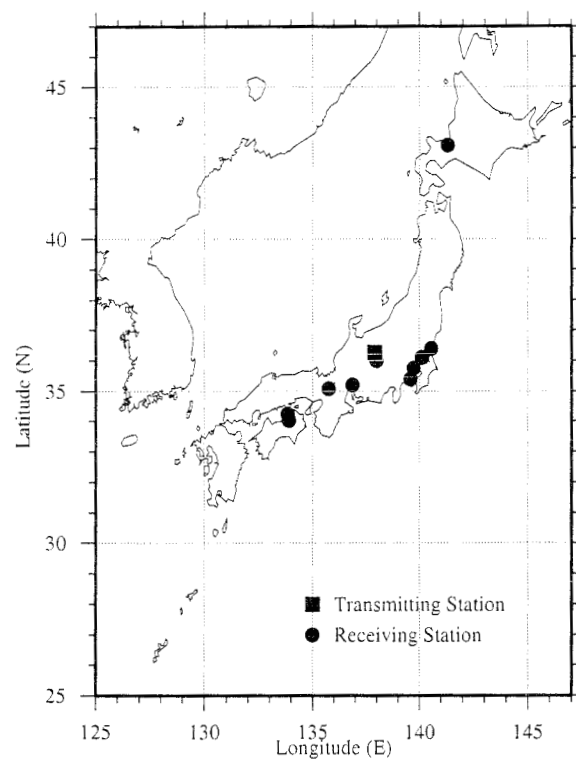 45
40
35
30
25
Latitude (N)
Transmitting Station
Receiving Station
125
130
135
140
145
Longitude (E)